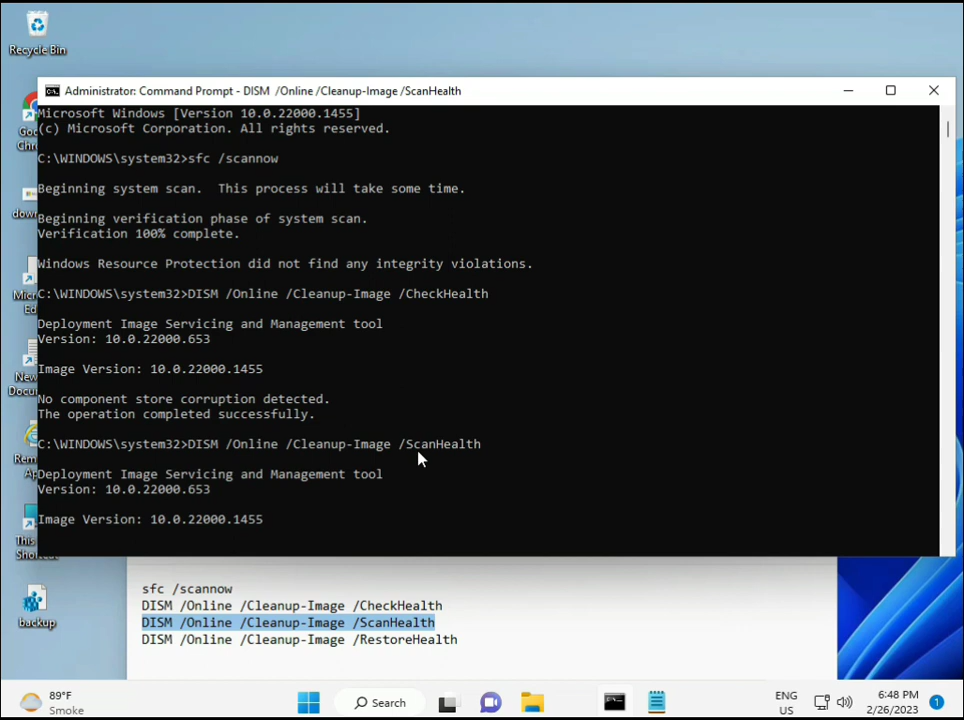 Recycle Bin
Administrator: Command Prompt - DISM /Online /Cleanup-Image /ScanHealth
Microsoft Windows [Version 10.0.22000.1455]
(c) Microsoft Corporation. All rights reserved.
C:\WINDOWS\system32>sfc /scannow
Beginning system scan.  This process will take some time.
Beginning verification phase of system scan.
Verification 100% complete.
Windows Resource Protection did not find any integrity violations.
C:\WINDOWS\system32>DISM /Online /Cleanup-Image /CheckHealth
Deployment Image Servicing and Management tool
Version: 10.0.22000.653
Image Version: 10.0.22000.1455
No component store corruption detected.
The operation completed successfully.
C:\WINDOWS\system32>DISM /Online /Cleanup-Image /ScanHealth
Deployment Image Servicing and Management tool
Version: 10.0.22000.653
Image Version: 10.0.22000.1455
sfc /scannow
DISM /Online /Cleanup-Image /CheckHealth
DISM /Online /Cleanup-Image /ScanHealth
DISM /Online /Cleanup-Image /RestoreHealth
backup
89°F
Smoke
Search
ENG
US
6:48 PM
2/26/2023
1